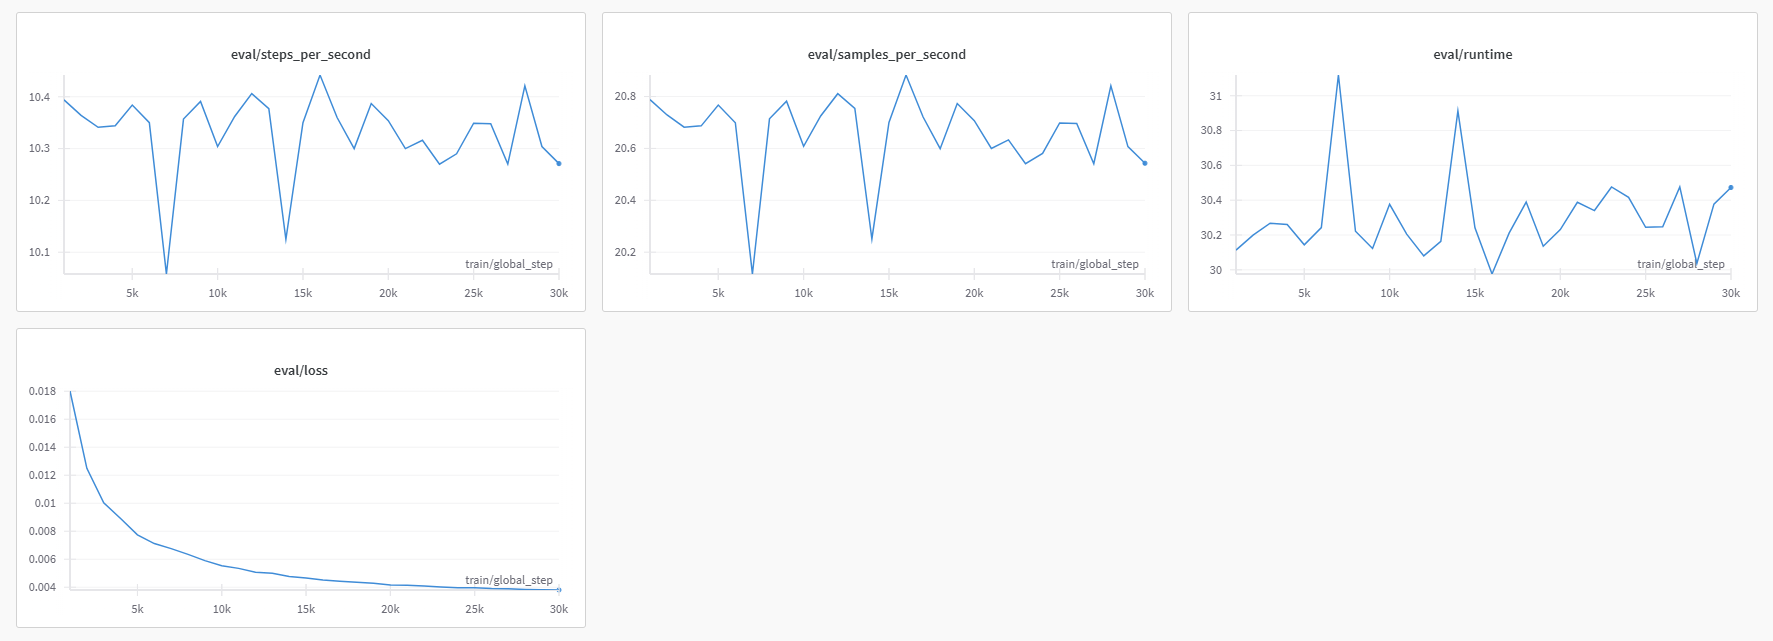 eval/steps_per_second
10.4
10.3
10.2
10.1
train/global_step
5k 10k 15k 20k 25k 30k
eval/samples_per_second
20.8
20.6
20.4
20.2
train/global_step
5k 10k 15k 20k 25k 30k
eval/runtime
31
30.8
30.6
30.4
30.2
30
train/global_step
5k 10k 15k 20k 25k 30k
eval/loss
0.018
0.016
0.014
0.012
0.01
0.008
0.006
0.004
train/global_step
5k 10k 15k 20k 25k 30k